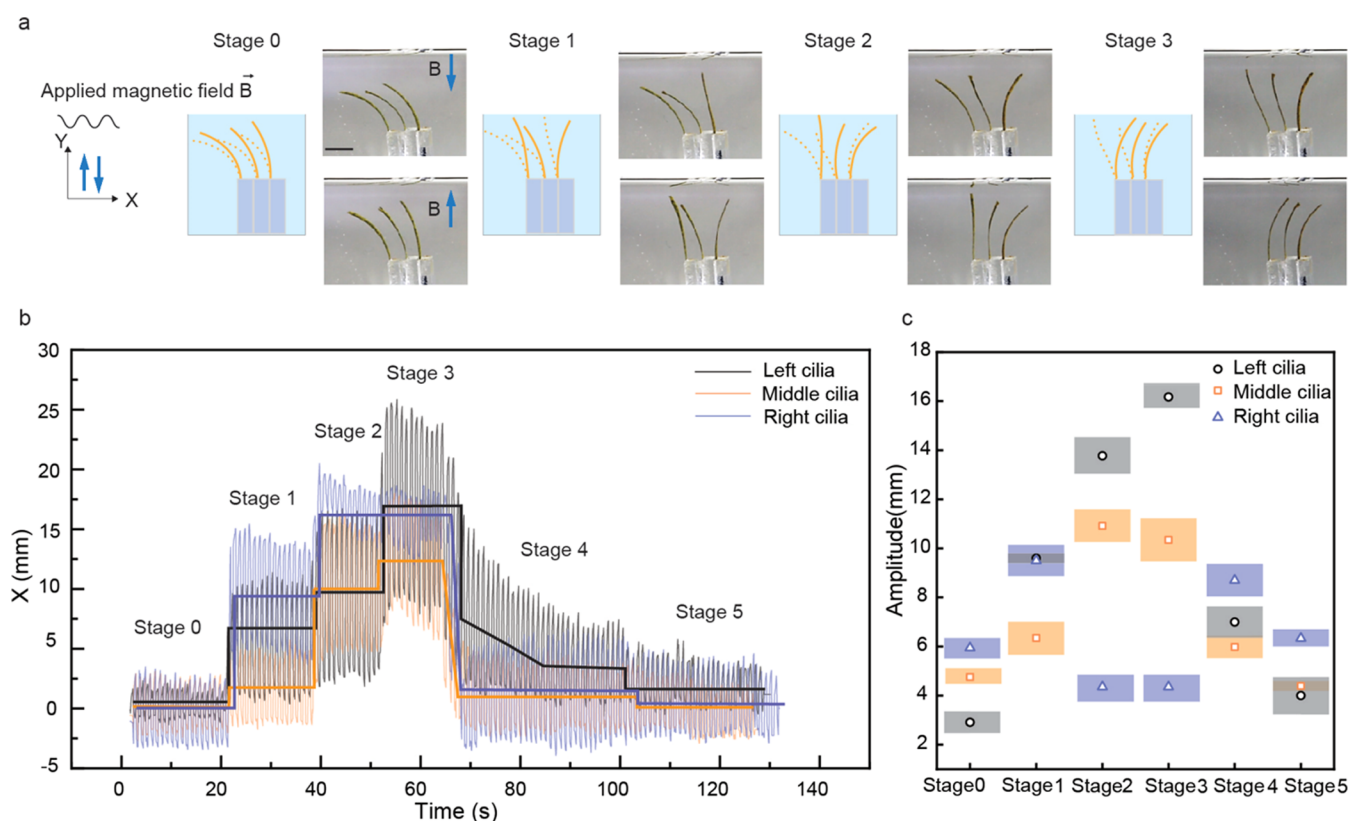 a
Stage 0
Stage 1
Stage 2
Stage 3
Applied magnetic field B
Y
X
B
B
b
30
25
20
15
10
5
0
-5
X (mm)
Left cilia
Middle cilia
Right cilia
Stage 0
Stage 1
Stage 2
Stage 3
Stage 4
Stage 5
0 20 40 60 80 100 120 140
Time (s)
c
18
16
14
12
10
8
6
4
2
Amplitude(mm)
Left cilia
Middle cilia
Right cilia
Stage0 Stage1 Stage2 Stage3 Stage4 Stage5